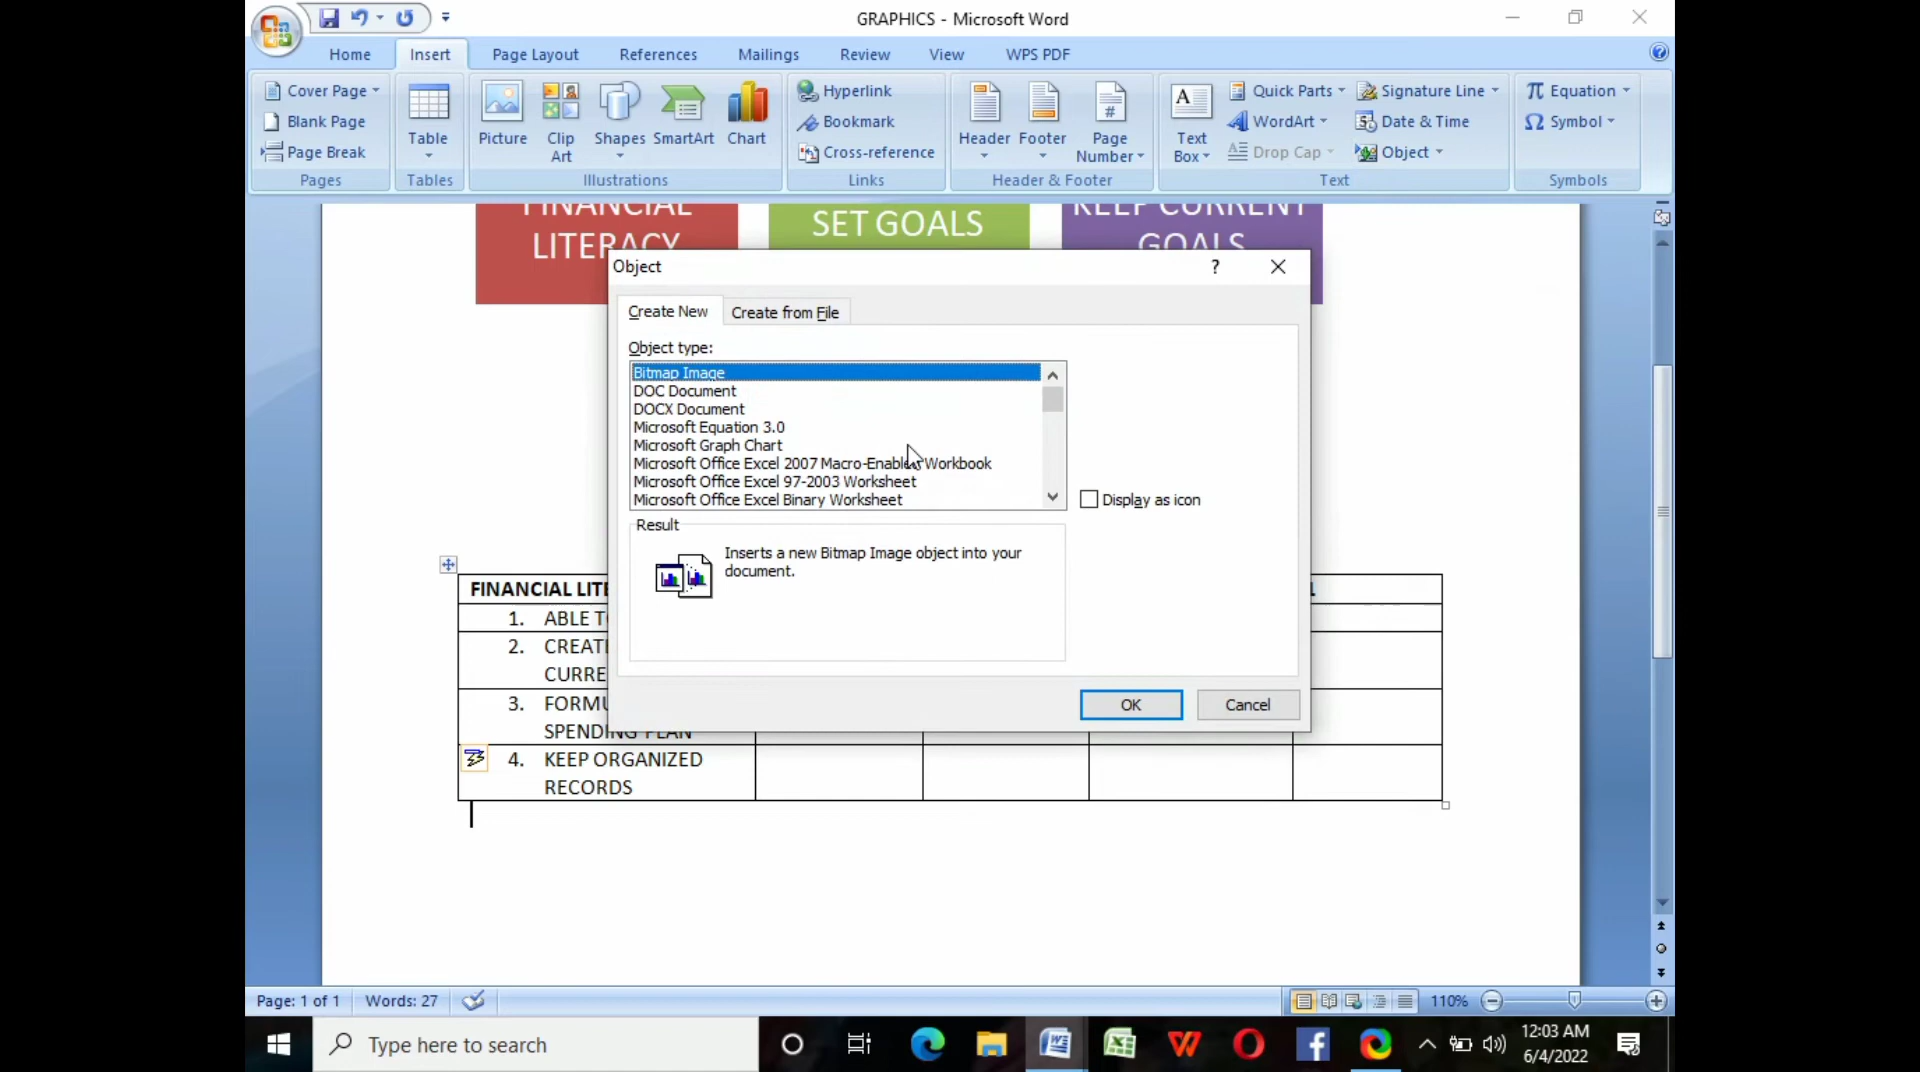 GRAPHICS - Microsoft Word
Home Insert Page Layout References Mailings Review View WPS PDF
Cover Page
Blank Page
Page Break
Pages
Table
Tables
Picture
Clip
Art
Shapes
SmartArt
Chart
Illustrations
Hyperlink
Bookmark
Cross-reference
Links
Header
Footer
Page
Number
Header & Footer
Text
Box
Quick Parts
WordArt
Drop Cap
Signature Line
Date & Time
Object
Text
Equation
Symbol
Symbols
FINANCIAL
LITERACY
SET GOALS
KEEP CURRENT
GOALS
Object
Create New
Create from File
Object type:
Bitmap Image
DOC Document
DOCX Document
Microsoft Equation 3.0
Microsoft Graph Chart
Microsoft Office Excel 2007 Macro-Enabled Workbook
Microsoft Office Excel 97-2003 Worksheet
Microsoft Office Excel Binary Worksheet
Display as icon
Result
Inserts a new Bitmap Image object into your
document.
OK
Cancel
FINANCIAL LITE
1. ABLE T
2. CREATE
CURRE
3. FORMU
SPENDING PLAN
4. KEEP ORGANIZED
RECORDS
Page: 1 of 1
Words: 27
110%
Type here to search
12:03 AM
6/4/2022